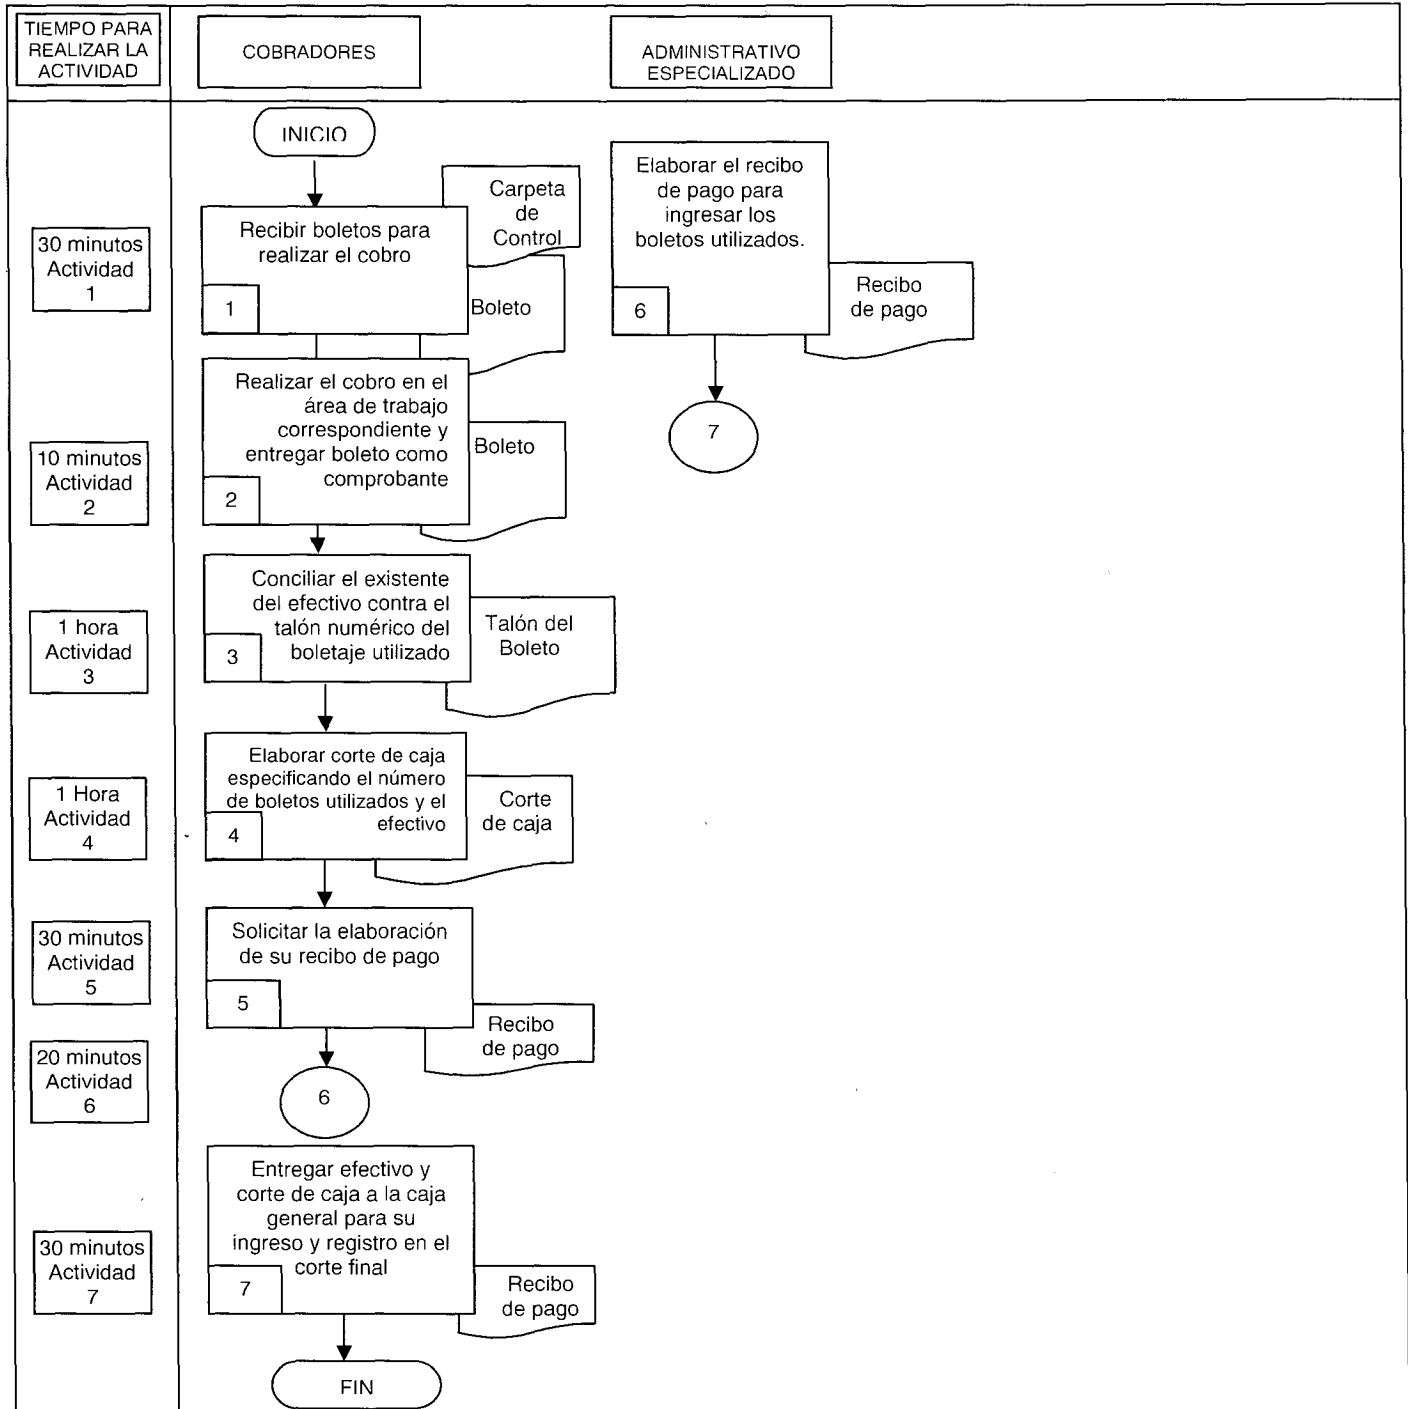 TIEMPO PARA
REALIZAR LA
ACTIVIDAD
COBRADORES
ADMINISTRATIVO
ESPECIALIZADO
INICIO
30 minutos
Actividad
1
Recibir boletos para
realizar el cobro
1
Carpeta
de
Control
Boleto
Elaborar el recibo
de pago para
ingresar los
boletos utilizados.
6
Recibo
de pago
7
10 minutos
Actividad
2
Realizar el cobro en el
área de trabajo
correspondiente y
entregar boleto como
comprobante
2
Boleto
1 hora
Actividad
3
Conciliar el existente
del efectivo contra el
talón numérico del
boletaje utilizado
3
Talón del
Boleto
1 Hora
Actividad
4
Elaborar corte de caja
especificando el número
de boletos utilizados y el
efectivo
4
Corte
de caja
30 minutos
Actividad
5
Solicitar la elaboración
de su recibo de pago
5
Recibo
de pago
20 minutos
Actividad
6
6
30 minutos
Actividad
7
Entregar efectivo y
corte de caja a la caja
general para su
ingreso y registro en el
corte final
7
Recibo
de pago
FIN